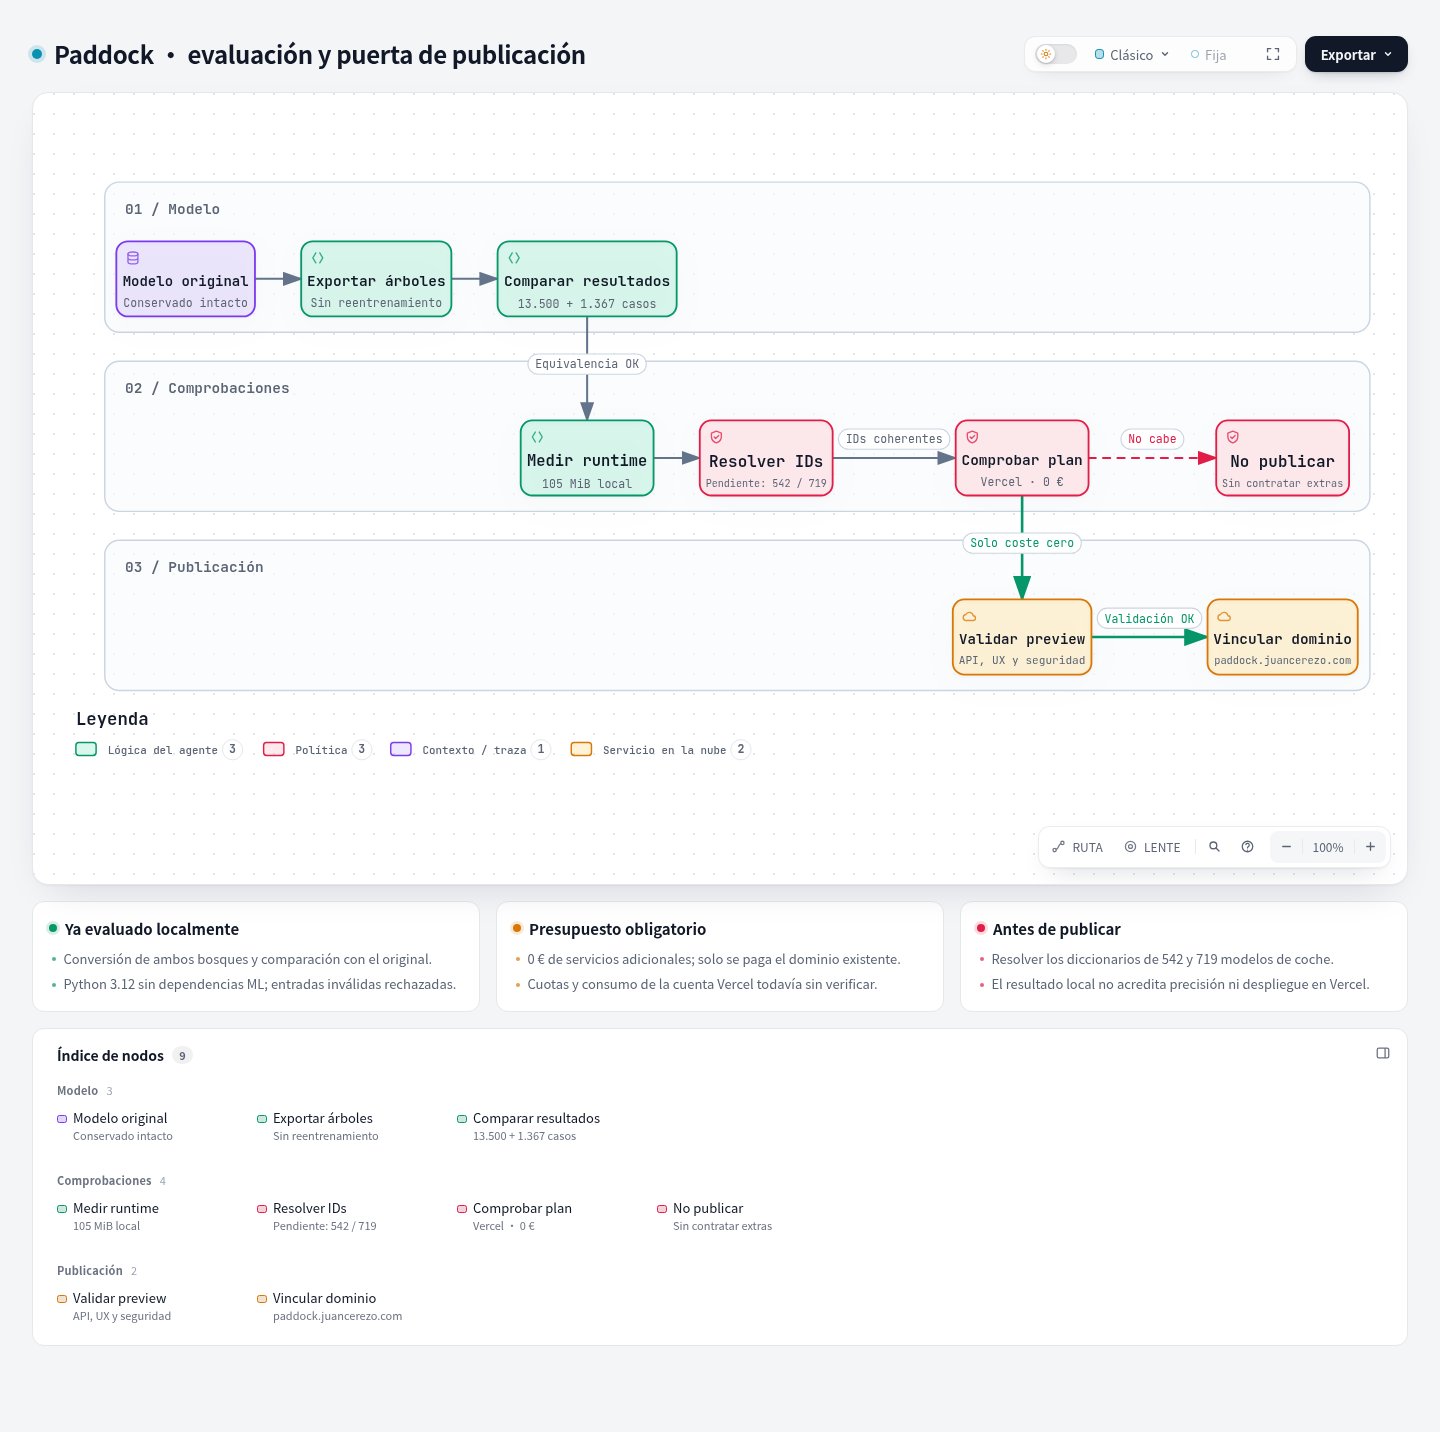 Paddock • evaluación y puerta de publicación
Clásico
Fija
Exportar
01 / Modelo
Modelo original
Conservado intacto
Exportar árboles
Sin reentrenamiento
Comparar resultados
13.500 + 1.367 casos
Equivalencia OK
02 / Comprobaciones
Medir runtime
105 MiB local
Resolver IDs
Pendiente: 542 / 719
IDs coherentes
Comprobar plan
Vercel · 0 €
No cabe
No publicar
Sin contratar extras
Solo coste cero
03 / Publicación
Validar preview
API, UX y seguridad
Validación OK
Vincular dominio
paddock.juancerezo.com
Leyenda
Lógica del agente 3
Política 3
Contexto / traza 1
Servicio en la nube 2
RUTA
LENTE
− 100% +
Ya evaluado localmente
• Conversión de ambos bosques y comparación con el original.
• Python 3.12 sin dependencias ML; entradas inválidas rechazadas.
Presupuesto obligatorio
• 0 € de servicios adicionales; solo se paga el dominio existente.
• Cuotas y consumo de la cuenta Vercel todavía sin verificar.
Antes de publicar
• Resolver los diccionarios de 542 y 719 modelos de coche.
• El resultado local no acredita precisión ni despliegue en Vercel.
Índice de nodos 9
Modelo 3
Modelo original
Conservado intacto
Exportar árboles
Sin reentrenamiento
Comparar resultados
13.500 + 1.367 casos
Comprobaciones 4
Medir runtime
105 MiB local
Resolver IDs
Pendiente: 542 / 719
Comprobar plan
Vercel · 0 €
No publicar
Sin contratar extras
Publicación 2
Validar preview
API, UX y seguridad
Vincular dominio
paddock.juancerezo.com